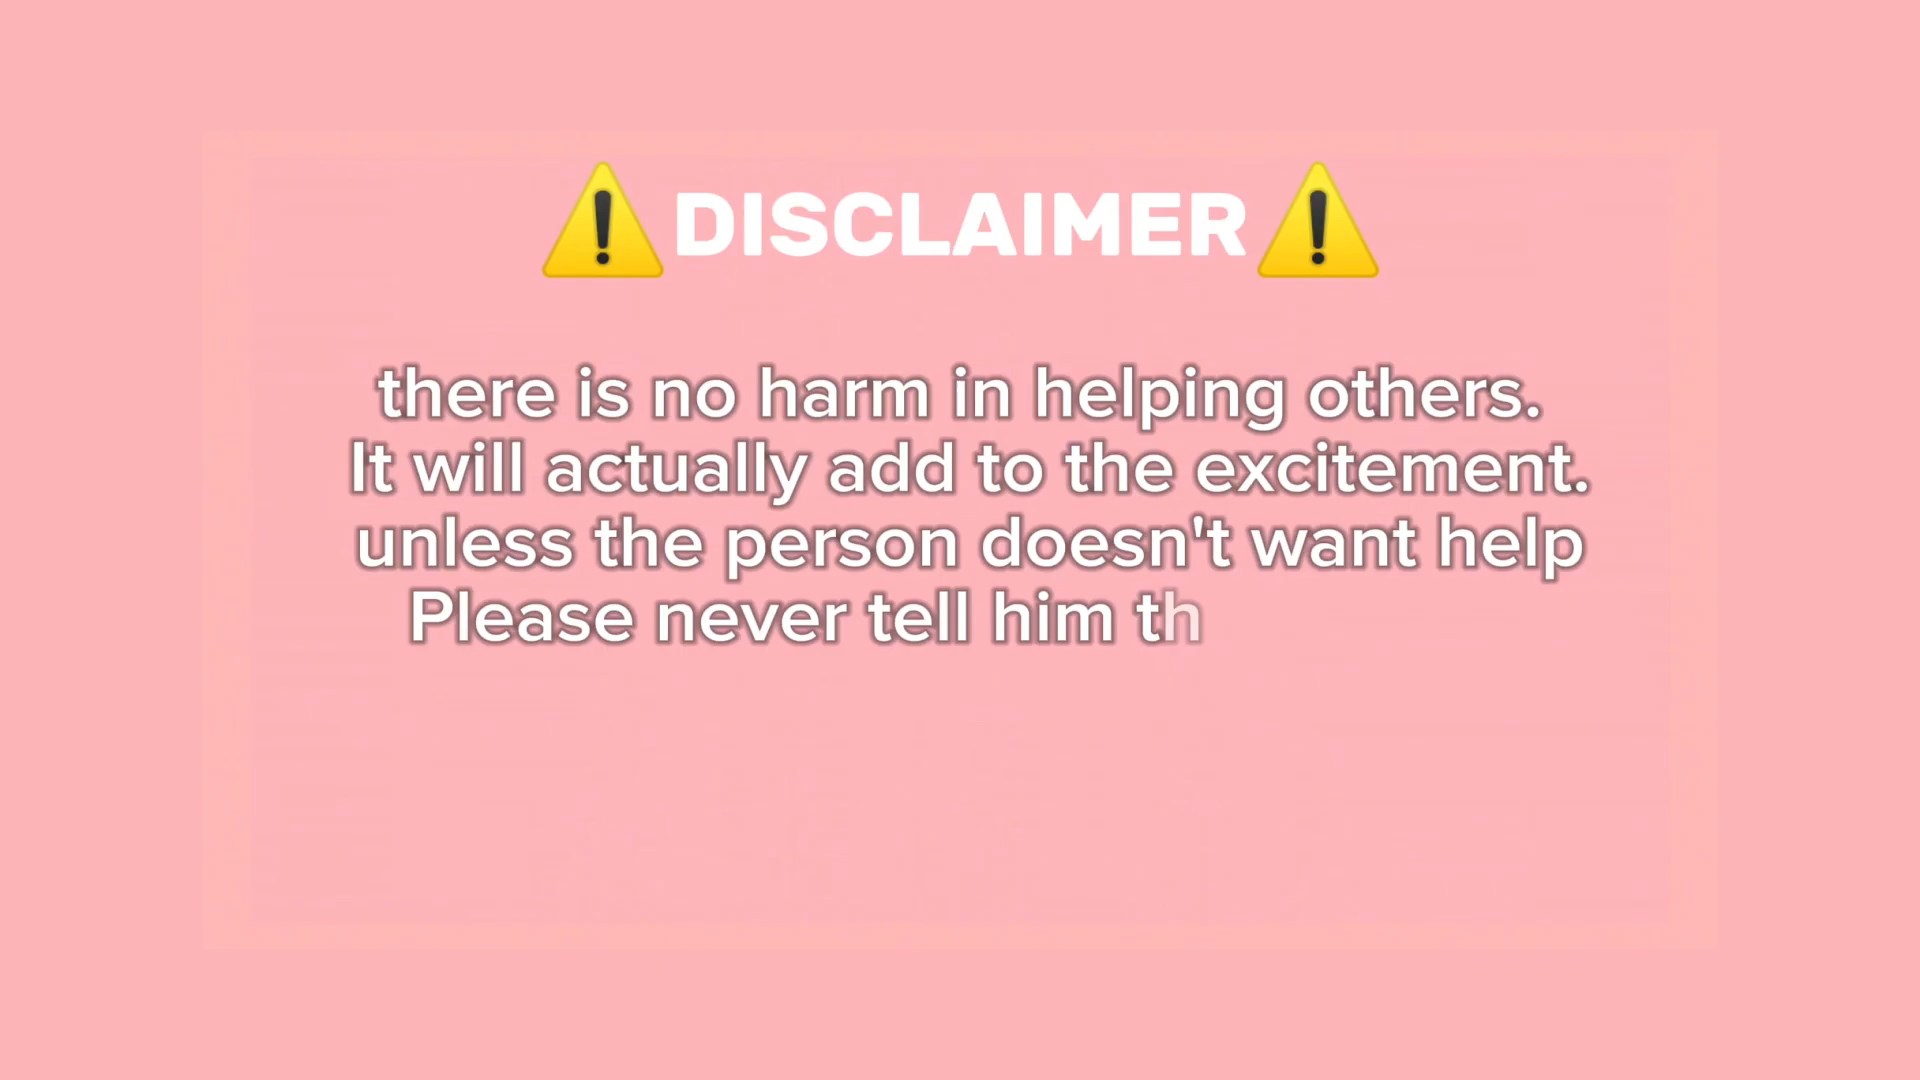 ⚠️DISCLAIMER⚠️
there is no harm in helping others.
It will actually add to the excitement.
unless the person doesn't want help
Please never tell him th